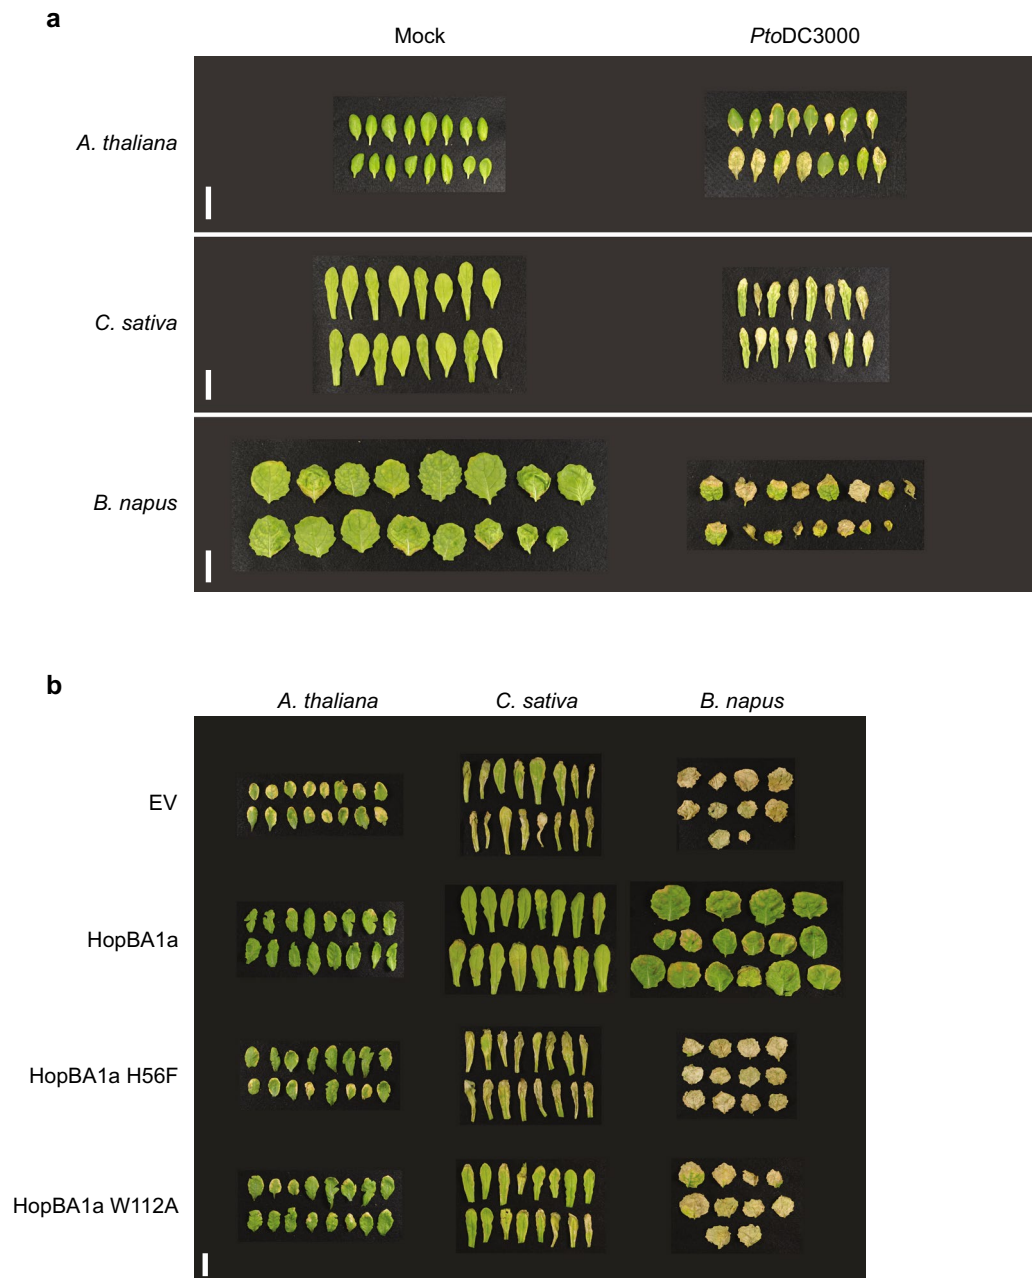 a
Mock PtoDC3000
A. thaliana
C. sativa
B. napus
b
A. thaliana C. sativa B. napus
EV
HopBA1a
HopBA1a H56F
HopBA1a W112A